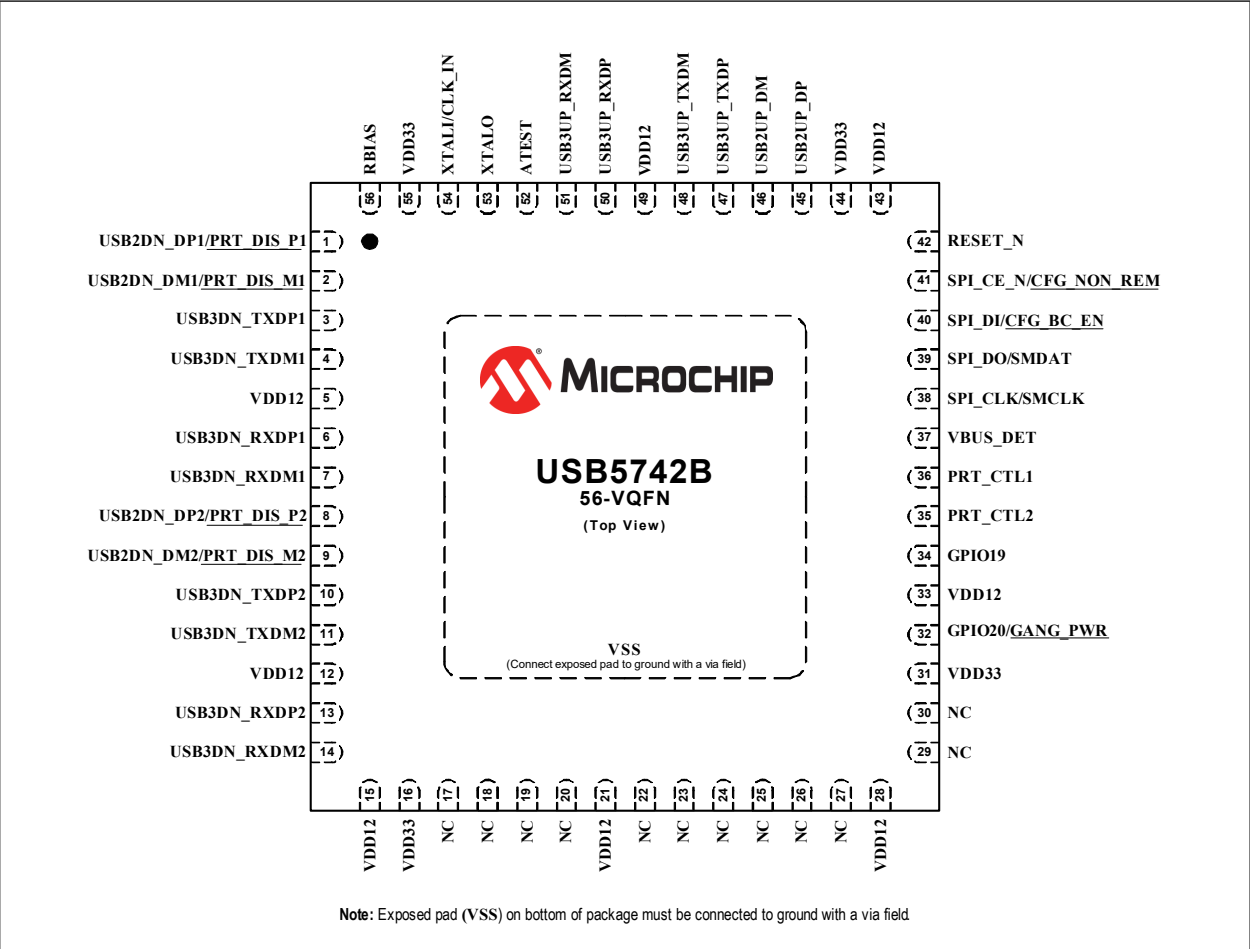 RBIAS
VDD33
XTALI/CLK_IN
XTALO
ATEST
USB3UP_RXDM
USB3UP_RXDP
VDD12
USB3UP_TXDM
USB3UP_TXDP
USB2UP_DM
USB2UP_DP
VDD33
VDD12
56
55
54
53
52
51
50
49
48
47
46
45
44
43
USB2DN_DP1/PRT_DIS_P1 1
USB2DN_DM1/PRT_DIS_M1 2
USB3DN_TXDP1 3
USB3DN_TXDM1 4
VDD12 5
USB3DN_RXDP1 6
USB3DN_RXDM1 7
USB2DN_DP2/PRT_DIS_P2 8
USB2DN_DM2/PRT_DIS_M2 9
USB3DN_TXDP2 10
USB3DN_TXDM2 11
VDD12 12
USB3DN_RXDP2 13
USB3DN_RXDM2 14
MICROCHIP
®
USB5742B
56-VQFN
(Top View)
VSS
(Connect exposed pad to ground with a via field)
42 RESET_N
41 SPI_CE_N/CFG_NON_REM
40 SPI_DI/CFG_BC_EN
39 SPI_DO/SMDAT
38 SPI_CLK/SMCLK
37 VBUS_DET
36 PRT_CTL1
35 PRT_CTL2
34 GPIO19
33 VDD12
32 GPIO20/GANG_PWR
31 VDD33
30 NC
29 NC
15
16
17
18
19
20
21
22
23
24
25
26
27
28
VDD12
VDD33
NC
NC
NC
NC
VDD12
NC
NC
NC
NC
NC
NC
VDD12
Note: Exposed pad (VSS) on bottom of package must be connected to ground with a via field.